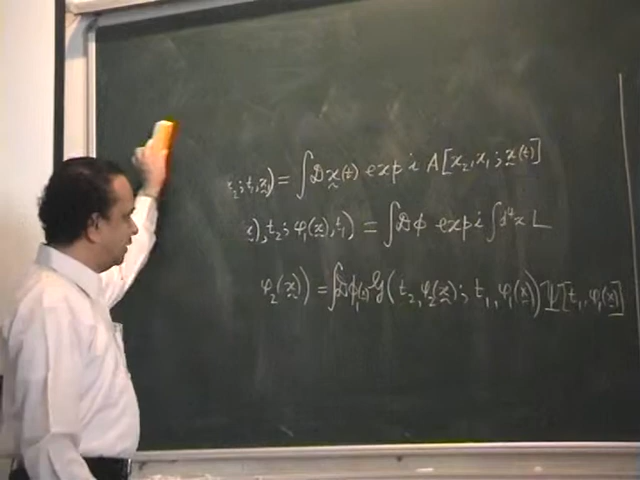 t₂; t₁, x̰₁) = ∫𝒟x̰(t) exp i A[x₂, x₁; x̰(t)]
x̰), t₂; φ₁(x̰), t₁) = ∫𝒟φ exp i ∫d⁴x L
φ₂(x̰)) = ∫𝒟φ₁(x) 𝒢(t₂, φ₂(x̰); t₁, φ₁(x̰)) Ψ[t₁, φ₁(x̰)]